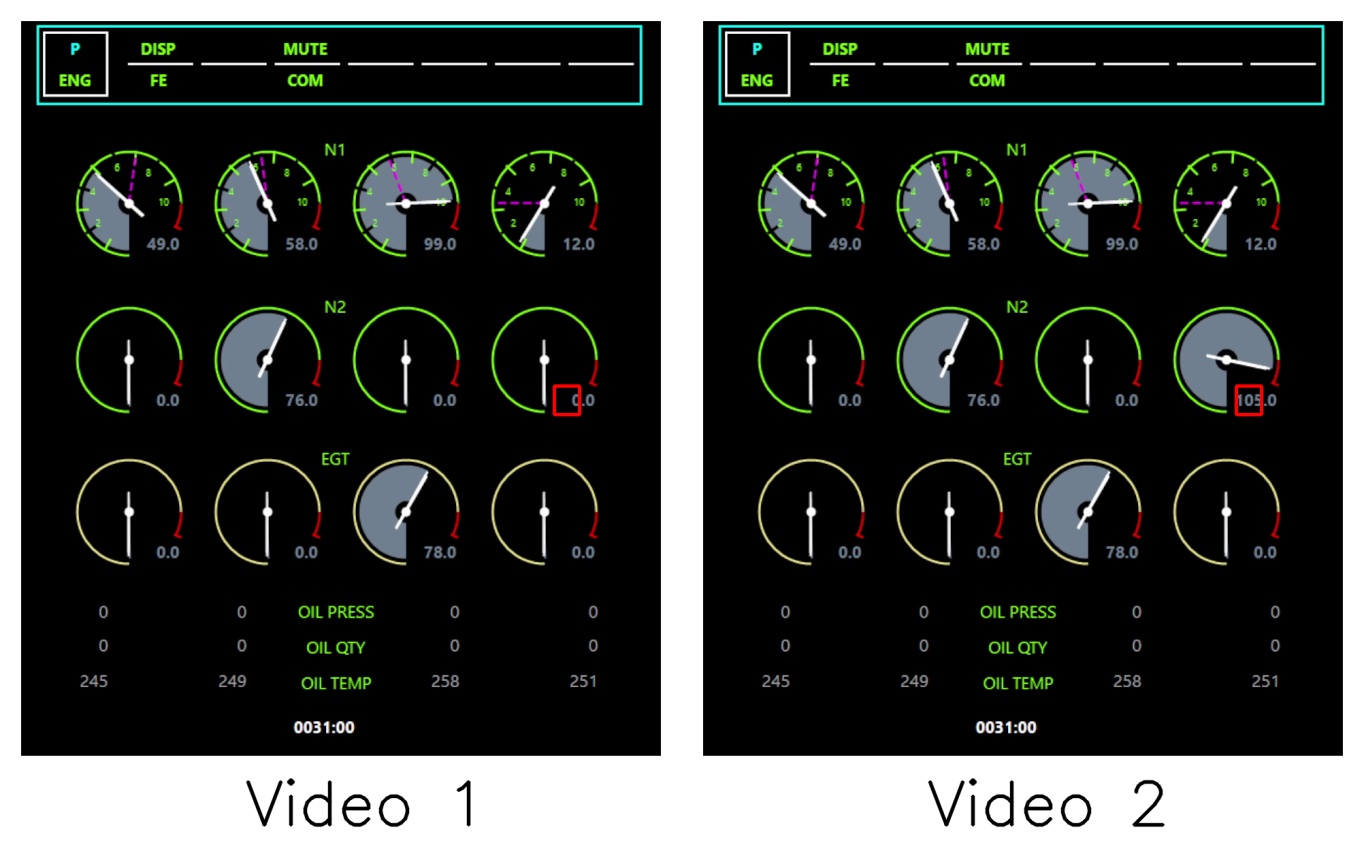 P DISP MUTE
ENG FE COM
P DISP MUTE
ENG FE COM
N1
2 4 6 8 10 49.0
2 4 6 8 10 58.0
2 4 6 8 10 99.0
2 4 6 8 10 12.0
N1
2 4 6 8 10 49.0
2 4 6 8 10 58.0
2 4 6 8 10 99.0
2 4 6 8 10 12.0
N2
0.0 76.0 0.0 0.0
N2
0.0 76.0 0.0 105.0
EGT
0.0 0.0 78.0 0.0
EGT
0.0 0.0 78.0 0.0
0 0 OIL PRESS 0 0
0 0 OIL PRESS 0 0
0 0 OIL QTY 0 0
0 0 OIL QTY 0 0
245 249 OIL TEMP 258 251
245 249 OIL TEMP 258 251
0031:00
0031:00
Video 1
Video 2